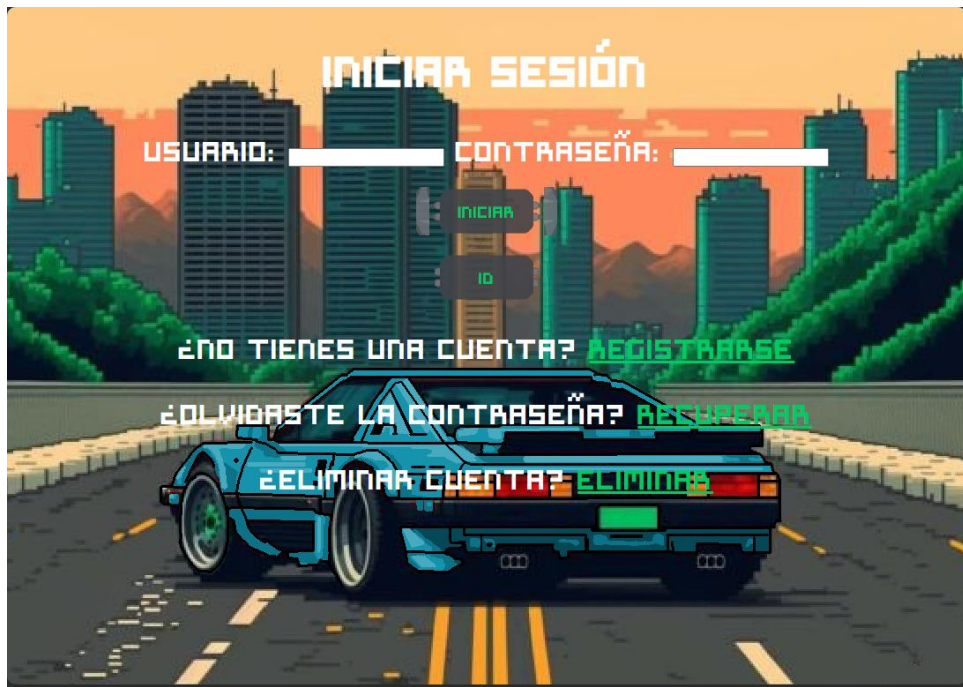 INICIAR SESIÓN
USUARIO: CONTRASEÑA:
INICIAR
ID
¿NO TIENES UNA CUENTA? REGISTRARSE
¿OLVIDASTE LA CONTRASEÑA? RECUPERAR
¿ELIMINAR CUENTA? ELIMINAR